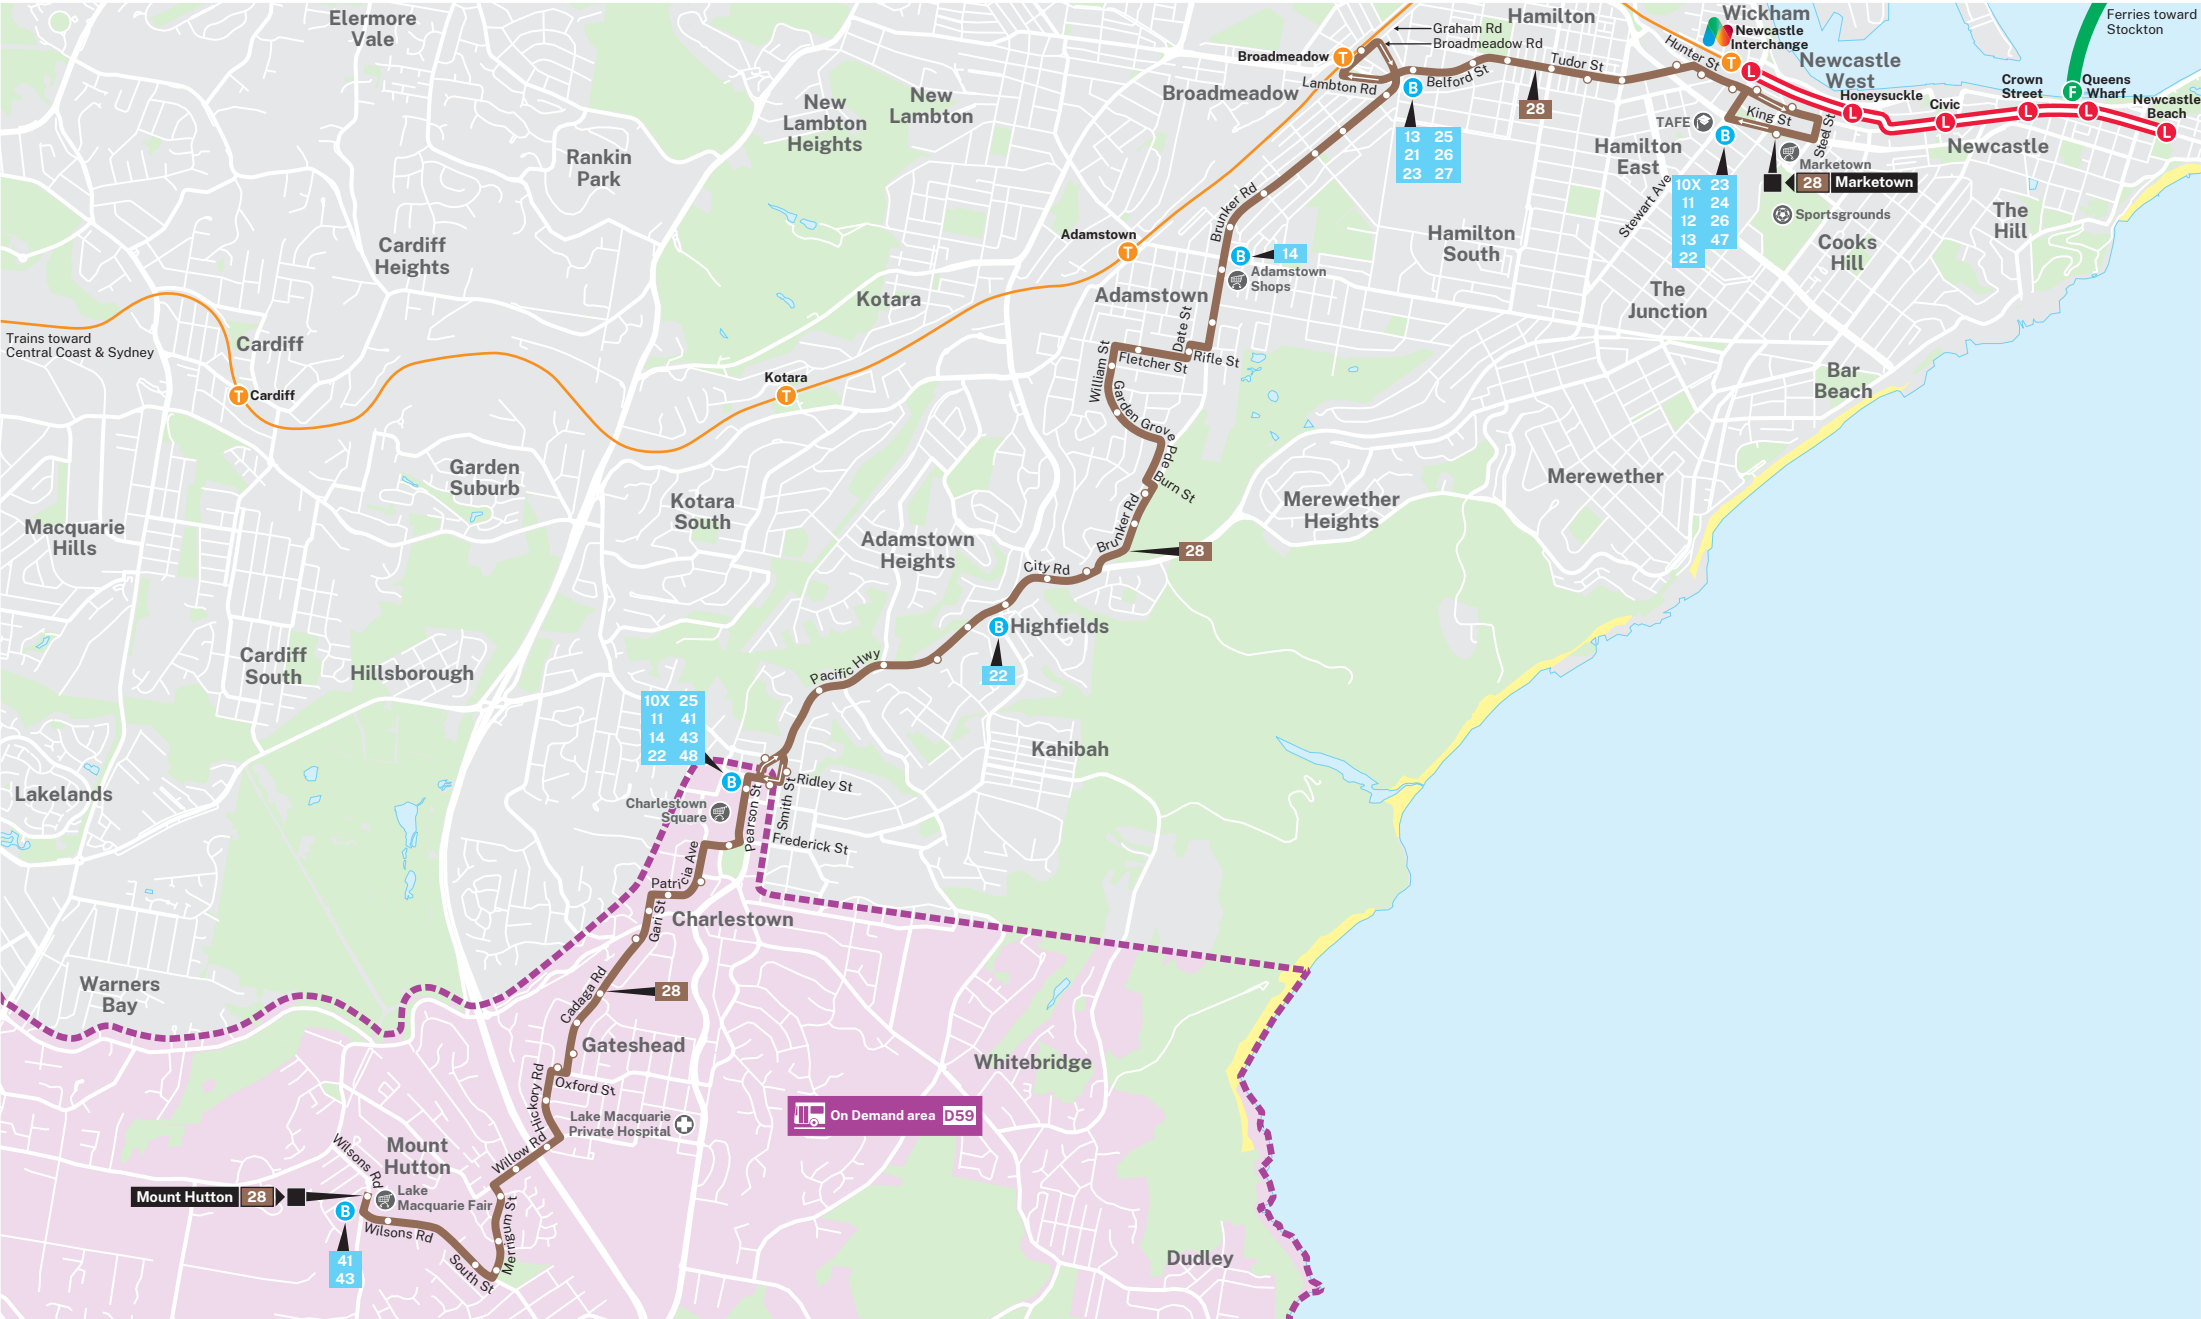 Elermore
Vale
Hamilton
Wickham
Newcastle
Interchange
Ferries toward
Stockton
Graham Rd
Broadmeadow Rd
Broadmeadow
T
Hunter St
T
L
Newcastle
West
Tudor St
Belford St
Lambton Rd
Broadmeadow
B
13 25
21 26
23 27
28
Honeysuckle
L
Civic
L
Crown
Street
L
F
Queens
Wharf
L
Newcastle
Beach
L
King St
Steel St
TAFE
B
Marketown
28 Marketown
Hamilton
East
Newcastle
New
Lambton
Heights
New
Lambton
Rankin
Park
10X 23
11 24
12 26
13 47
22
Stewart Ave
Sportsgrounds
Cooks
Hill
The
Hill
Cardiff
Heights
Adamstown
T
Brunker Rd
B
14
Adamstown
Shops
Hamilton
South
The
Junction
Kotara
Adamstown
Date St
Rifle St
Fletcher St
William St
Garden Grove
Pde
Burn St
Trains toward
Central Coast & Sydney
Cardiff
T
Cardiff
Kotara
T
Bar
Beach
Garden
Suburb
Kotara
South
Merewether
Merewether
Heights
Macquarie
Hills
Adamstown
Heights
Brunker Rd
28
City Rd
B
Highfields
22
Cardiff
South
Hillsborough
Pacific Hwy
10X 25
11 41
14 43
22 48
B
Kahibah
Lakelands
Charlestown
Square
Pearson St
Smith St
Ridley St
Frederick St
Patricia Ave
Gari St
Charlestown
Warners
Bay
Cadaga Rd
28
Gateshead
Whitebridge
Hickory Rd
Oxford St
Lake Macquarie
Private Hospital
On Demand area D59
Willow Rd
Mount
Hutton
Wilsons Rd
Mount Hutton 28
Lake
Macquarie Fair
B
Wilsons Rd
Merrigum St
South St
41
43
Dudley